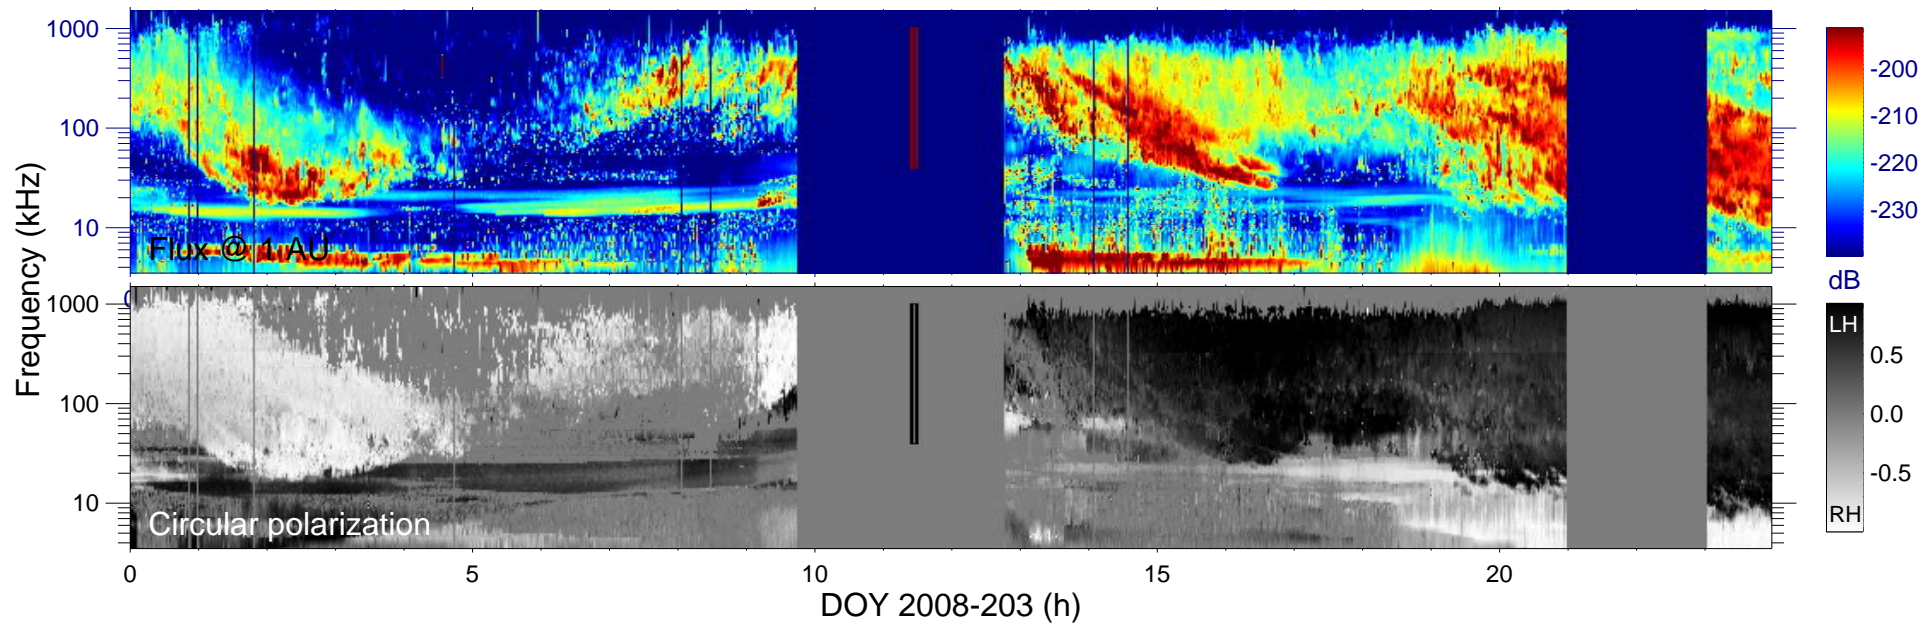 1000
100
10
Flux @ 1 AU
-200
-210
-220
-230
dB
Frequency (kHz)
0
1000
100
10
Circular polarization
LH
0.5
0.0
-0.5
RH
0
5
10
15
20
DOY 2008-203 (h)